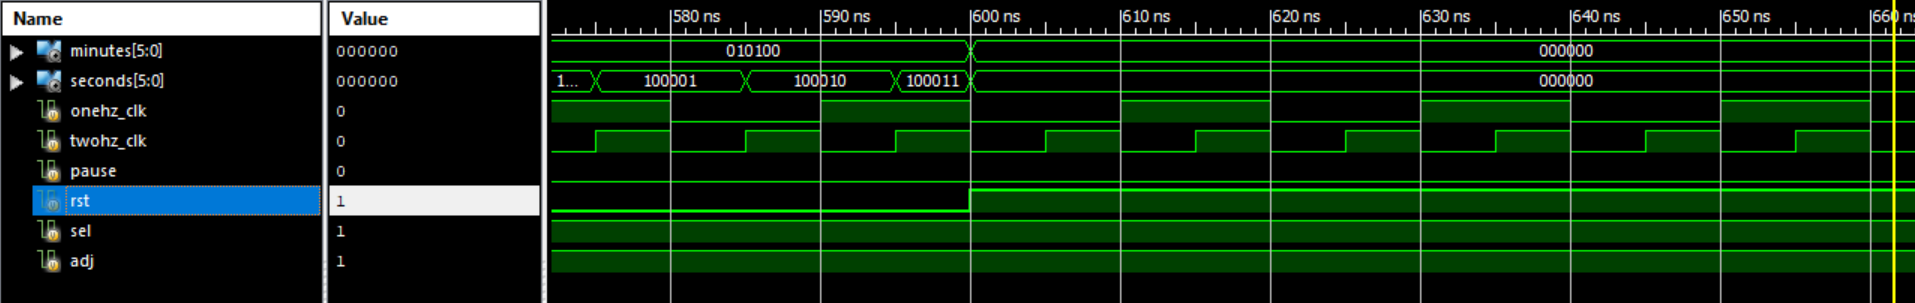 Name Value 580 ns 590 ns 600 ns 610 ns 620 ns 630 ns 640 ns 650 ns 660 n
minutes[5:0] 000000 010100 000000
seconds[5:0] 000000 1... 100001 100010 100011 000000
onehz_clk 0
twohz_clk 0
pause 0
rst 1
sel 1
adj 1